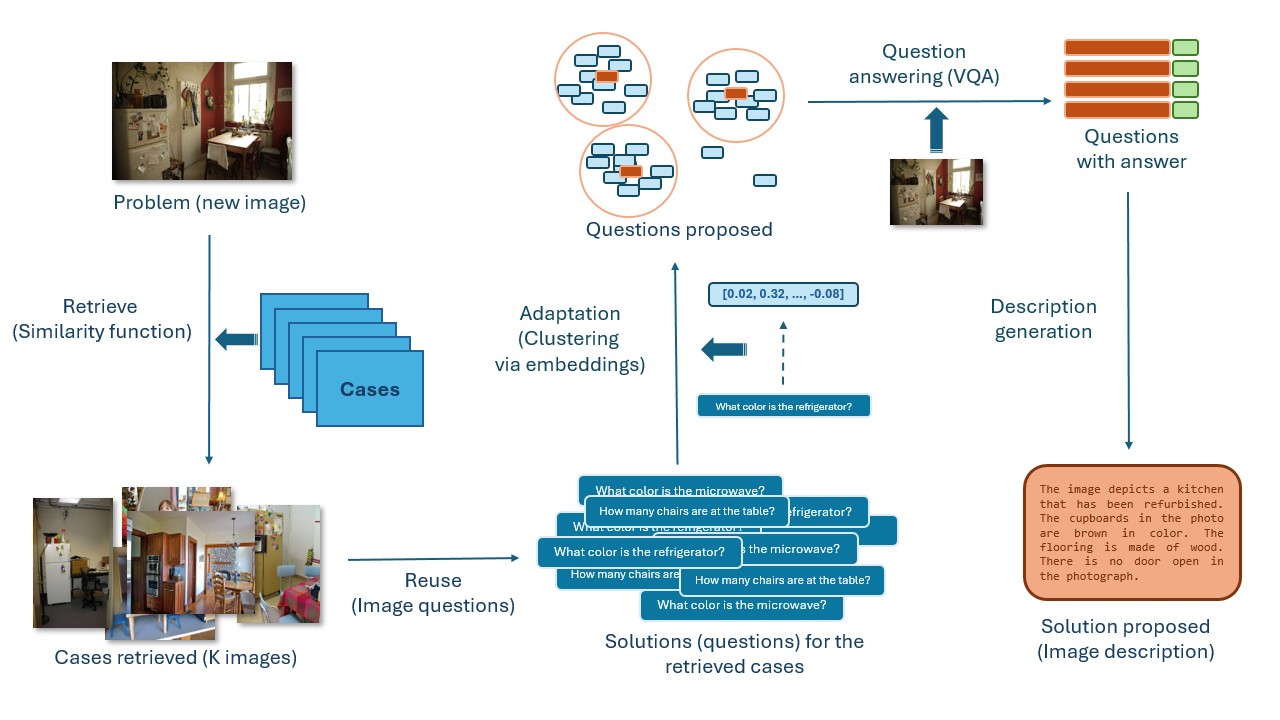 Problem (new image)
Retrieve
(Similarity function)
Cases
Cases retrieved (K images)
Reuse
(Image questions)
What color is the microwave?
How many chairs are at the table?
efrigerator?
What color is the refrigerator?
What color is the refrigerator?
s the microwave?
How many chairs are
How many chairs are at the table?
What color is the microwave?
Solutions (questions) for the
retrieved cases
Adaptation
(Clustering
via embeddings)
[0.02, 0.32, ..., -0.08]
What color is the refrigerator?
Questions proposed
Question
answering (VQA)
Questions
with answer
Description
generation
The image depicts a kitchen
that has been refurbished.
The cupboards in the photo
are brown in color. The
flooring is made of wood.
There is no door open in
the photograph.
Solution proposed
(Image description)